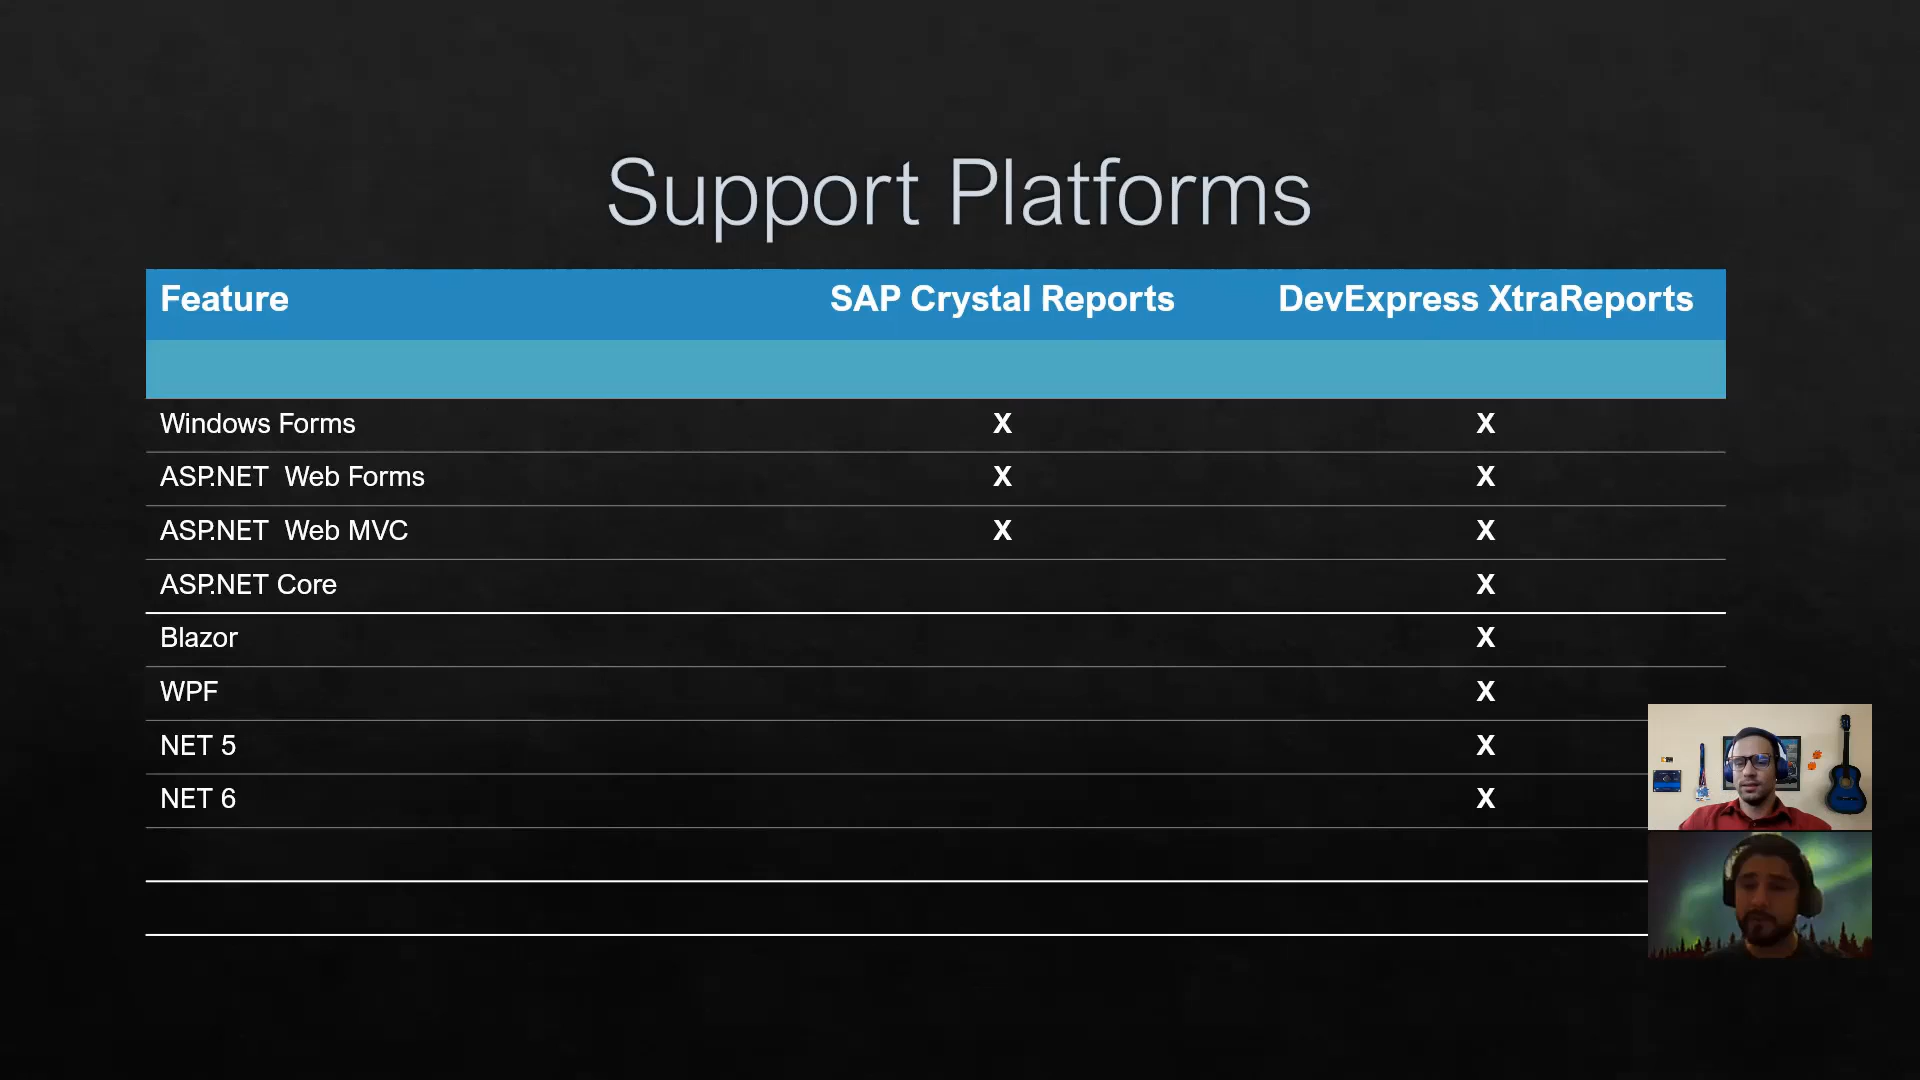 Support Platforms
Feature SAP Crystal Reports DevExpress XtraReports
Windows Forms X X
ASP.NET Web Forms X X
ASP.NET Web MVC X X
ASP.NET Core X
Blazor X
WPF X
NET 5 X
NET 6 X